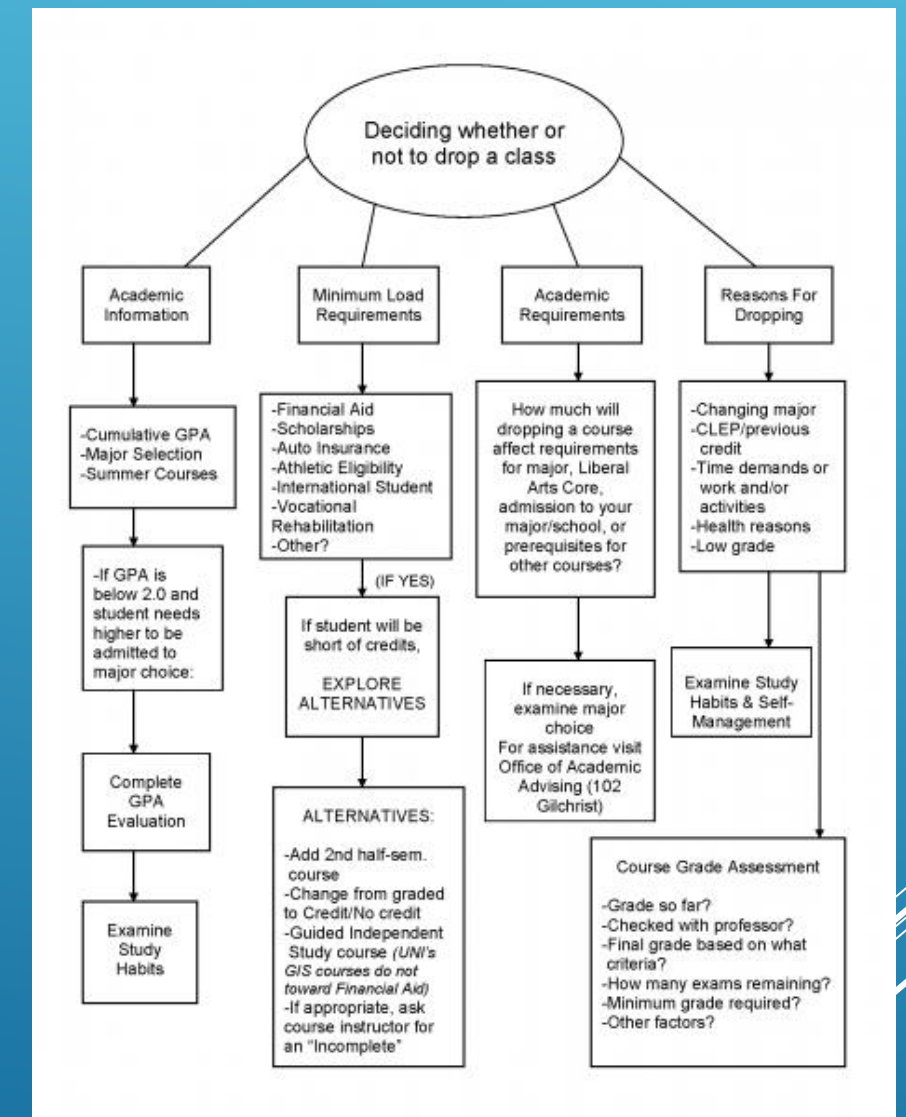 Deciding whether or
not to drop a class
Academic
Information
Minimum Load
Requirements
Academic
Requirements
Reasons For
Dropping
-Cumulative GPA
-Major Selection
-Summer Courses
-If GPA is
below 2.0 and
student needs
higher to be
admitted to
major choice:
Complete
GPA
Evaluation
Examine
Study
Habits
-Financial Aid
-Scholarships
-Auto Insurance
-Athletic Eligibility
-International Student
-Vocational
Rehabilitation
-Other?
(IF YES)
If student will be
short of credits,
EXPLORE
ALTERNATIVES
ALTERNATIVES:
-Add 2nd half-sem.
course
-Change from graded
to Credit/No credit
-Guided Independent
Study course (UNI's
GIS courses do not
toward Financial Aid)
-If appropriate, ask
course instructor for
an "Incomplete"
How much will
dropping a course
affect requirements
for major, Liberal
Arts Core,
admission to your
major/school, or
prerequisites for
other courses?
If necessary,
examine major
choice
For assistance visit
Office of Academic
Advising (102
Gilchrist)
-Changing major
-CLEP/previous
credit
-Time demands or
work and/or
activities
-Health reasons
-Low grade
Examine Study
Habits & Self-
Management
Course Grade Assessment
-Grade so far?
-Checked with professor?
-Final grade based on what
criteria?
-How many exams remaining?
-Minimum grade required?
-Other factors?